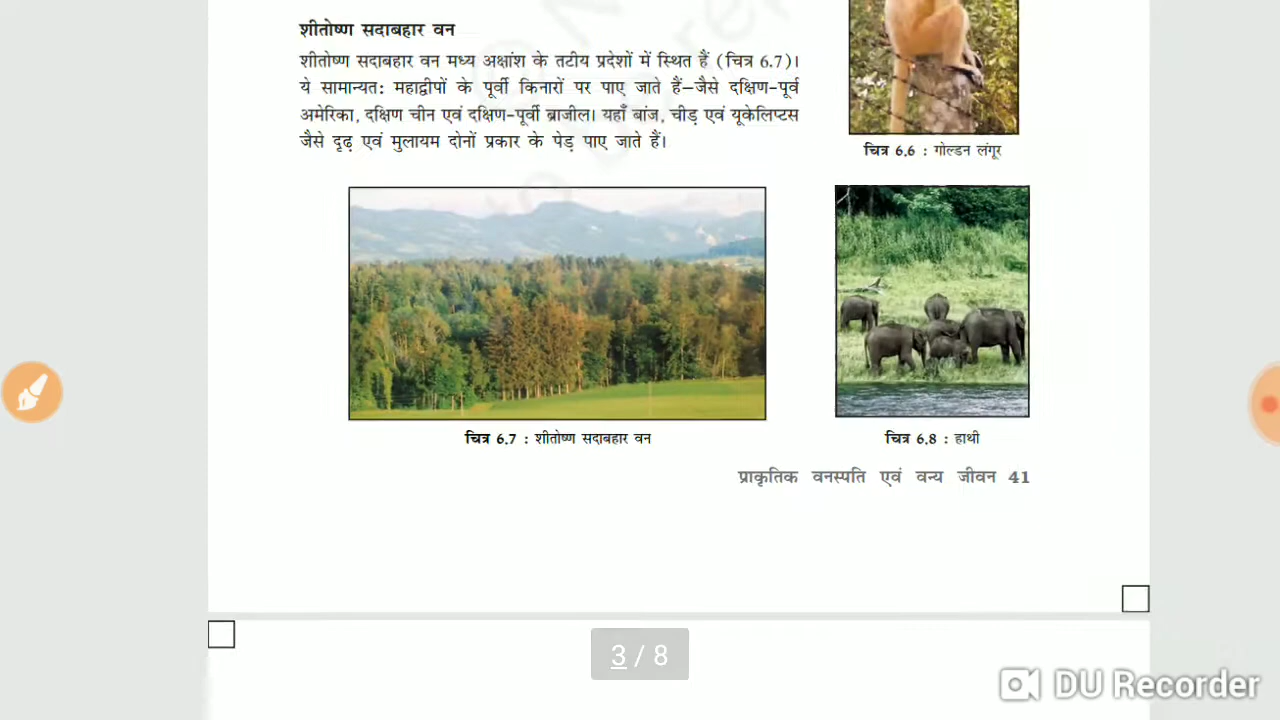 शीतोष्ण सदाबहार वन
शीतोष्ण सदाबहार वन मध्य अक्षांश के तटीय प्रदेशों में स्थित हैं (चित्र 6.7)।
ये सामान्यत: महाद्वीपों के पूर्वी किनारों पर पाए जाते हैं–जैसे दक्षिण-पूर्व
अमेरिका, दक्षिण चीन एवं दक्षिण-पूर्वी ब्राजील। यहाँ बांज, चीड़ एवं यूकेलिप्टस
जैसे दृढ़ एवं मुलायम दोनों प्रकार के पेड़ पाए जाते हैं।
चित्र 6.6 : गोल्डन लंगूर
चित्र 6.7 : शीतोष्ण सदाबहार वन
चित्र 6.8 : हाथी
प्राकृतिक वनस्पति एवं वन्य जीवन 41
3 / 8
DU Recorder